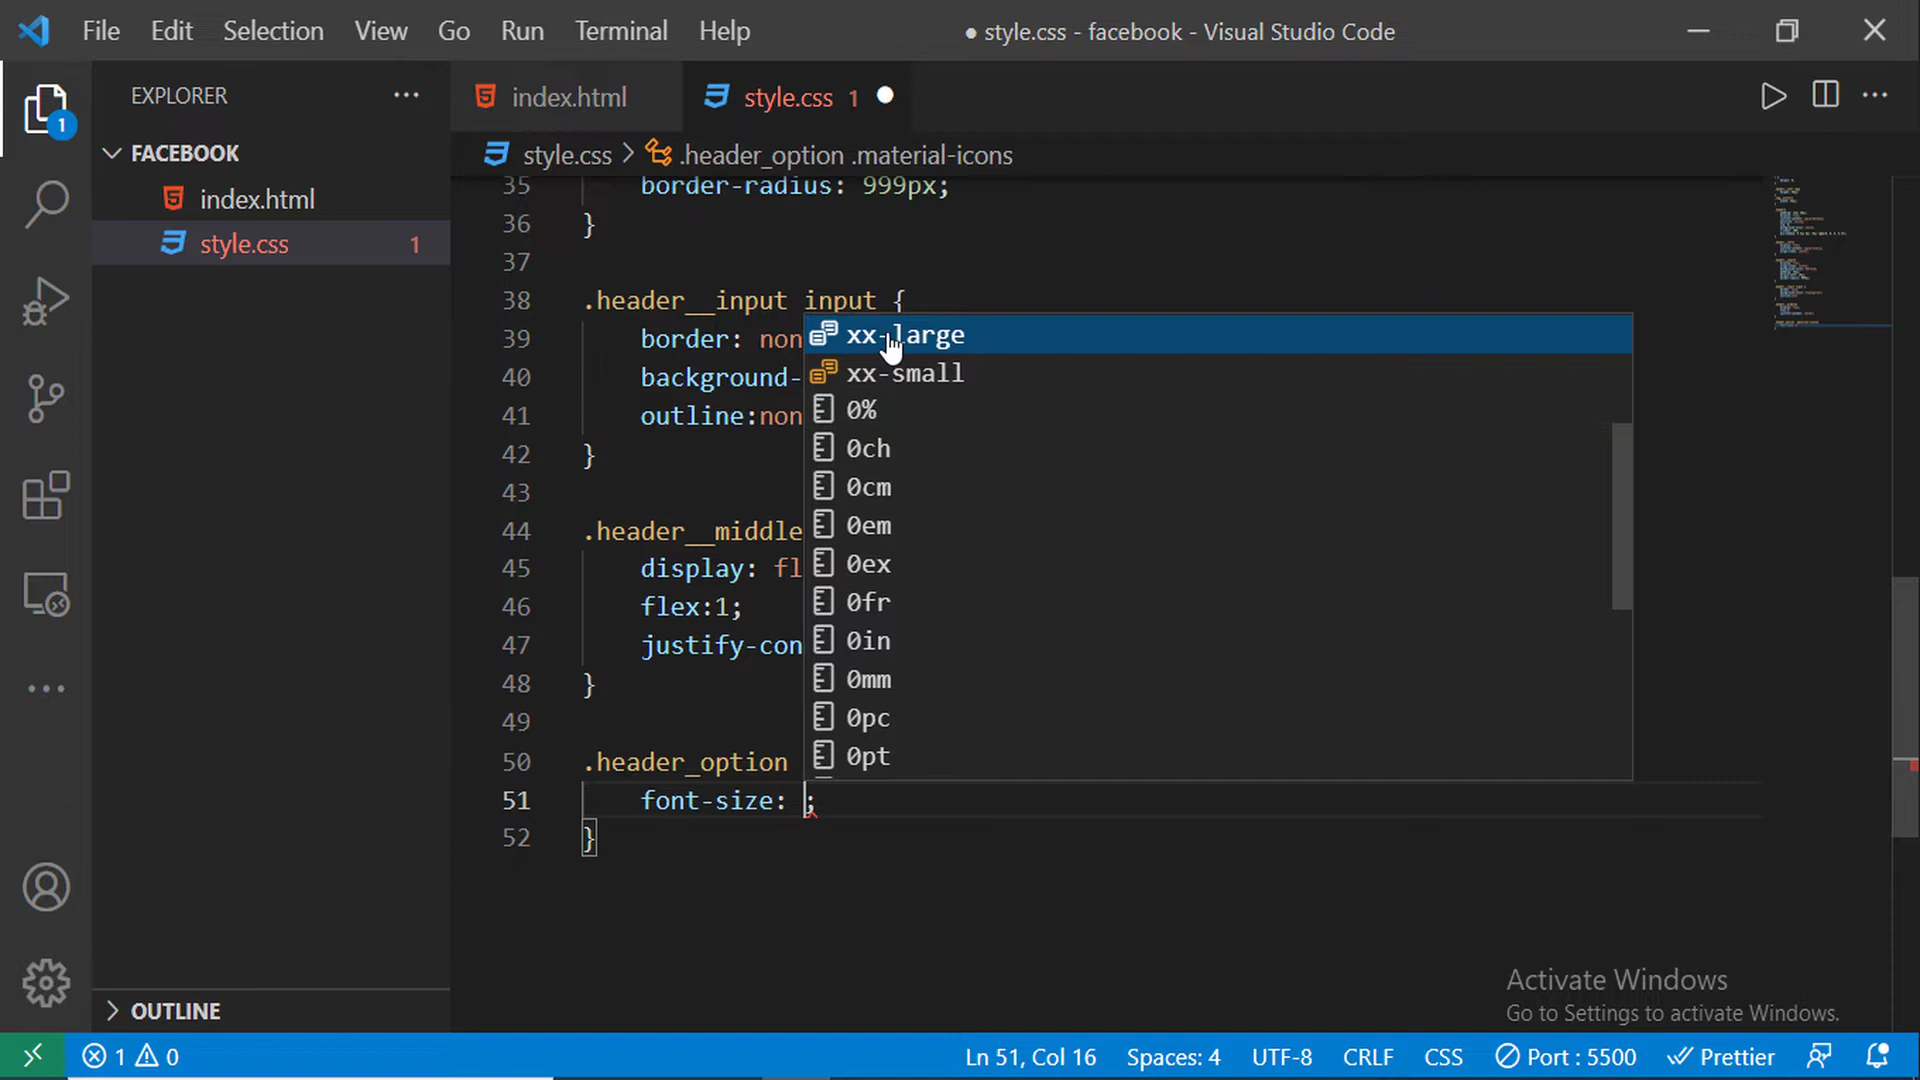 File Edit Selection View Go Run Terminal Help
● style.css - facebook - Visual Studio Code
EXPLORER
index.html
style.css 1
FACEBOOK
index.html
style.css 1
style.css > .header_option .material-icons
35 border-radius: 999px;
36 }
37
38 .header__input input {
39 border: non
40 background-
41 outline:non
42 }
43
44 .header__middle
45 display: fl
46 flex:1;
47 justify-con
48 }
49
50 .header_option
51 font-size: ;
52 }
xx-large
xx-small
0%
0ch
0cm
0em
0ex
0fr
0in
0mm
0pc
0pt
1
OUTLINE
Activate Windows
Go to Settings to activate Windows.
1 0
Ln 51, Col 16
Spaces: 4
UTF-8
CRLF
CSS
Port : 5500
Prettier